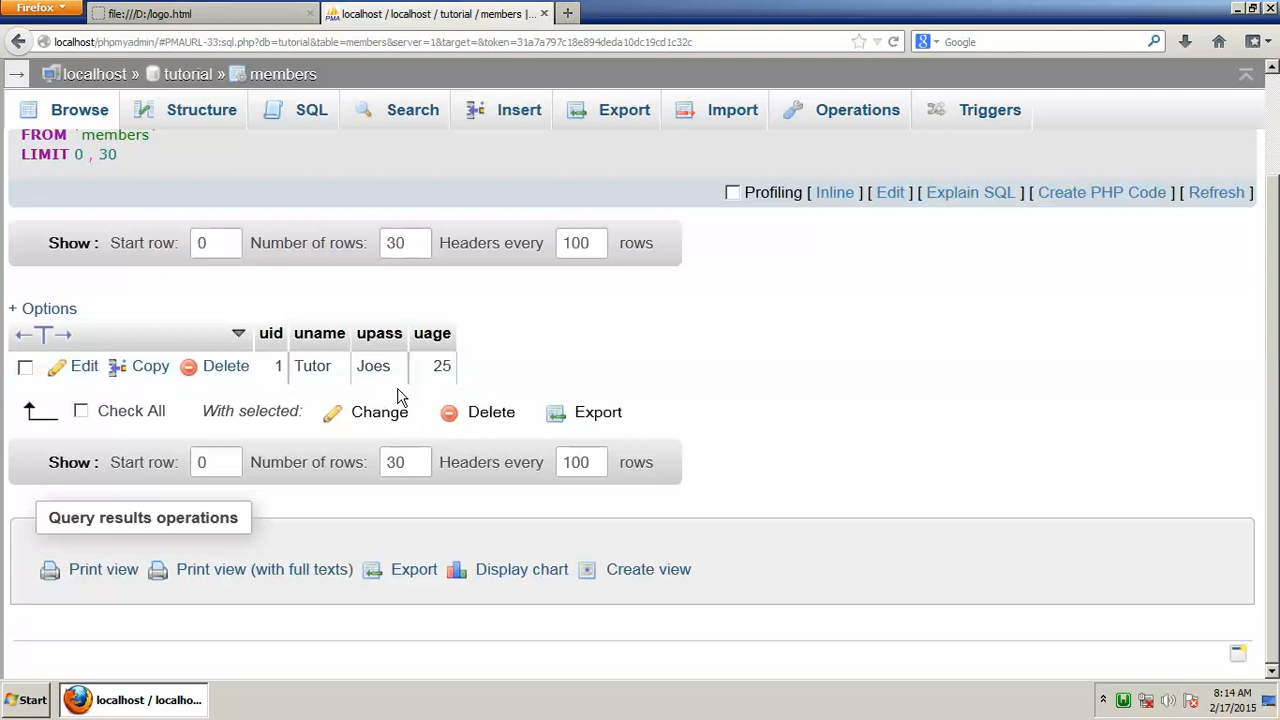 Firefox
file:///D:/logo.html
localhost / localhost / tutorial / members | ...
localhost/phpmyadmin/#PMAURL-33:sql.php?db=tutorial&table=members&server=1&target=&token=31a7a797c18e894deda10dc19cd1c32c
Google
localhost » tutorial » members
Browse Structure SQL Search Insert Export Import Operations Triggers
FROM `members`
LIMIT 0 , 30
Profiling [ Inline ] [ Edit ] [ Explain SQL ] [ Create PHP Code ] [ Refresh ]
Show : Start row: 0 Number of rows: 30 Headers every 100 rows
+ Options
uid uname upass uage
Edit Copy Delete 1 Tutor Joes 25
Check All With selected: Change Delete Export
Show : Start row: 0 Number of rows: 30 Headers every 100 rows
Query results operations
Print view Print view (with full texts) Export Display chart Create view
Start localhost / localho...
8:14 AM
2/17/2015